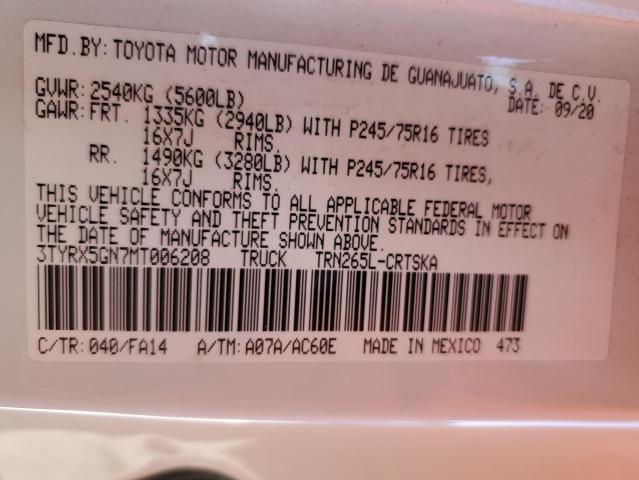 MFD.BY: TOYOTA MOTOR MANUFACTURING DE GUANAJUATO, S.A. DE C.V.
GVWR: 2540KG (5600LB) DATE: 09/20
GAWR: FRT. 1335KG (2940LB) WITH P245/75R16 TIRES
16X7J RIMS.
RR. 1490KG (3280LB) WITH P245/75R16 TIRES,
16X7J RIMS.
THIS VEHICLE CONFORMS TO ALL APPLICABLE FEDERAL MOTOR
VEHICLE SAFETY AND THEFT PREVENTION STANDARDS IN EFFECT ON
THE DATE OF MANUFACTURE SHOWN ABOVE.
3TYRX5GN7MT006208 TRUCK TRN265L-CRTSKA
C/TR: 040/FA14 A/TM: A07A/AC60E MADE IN MEXICO 473